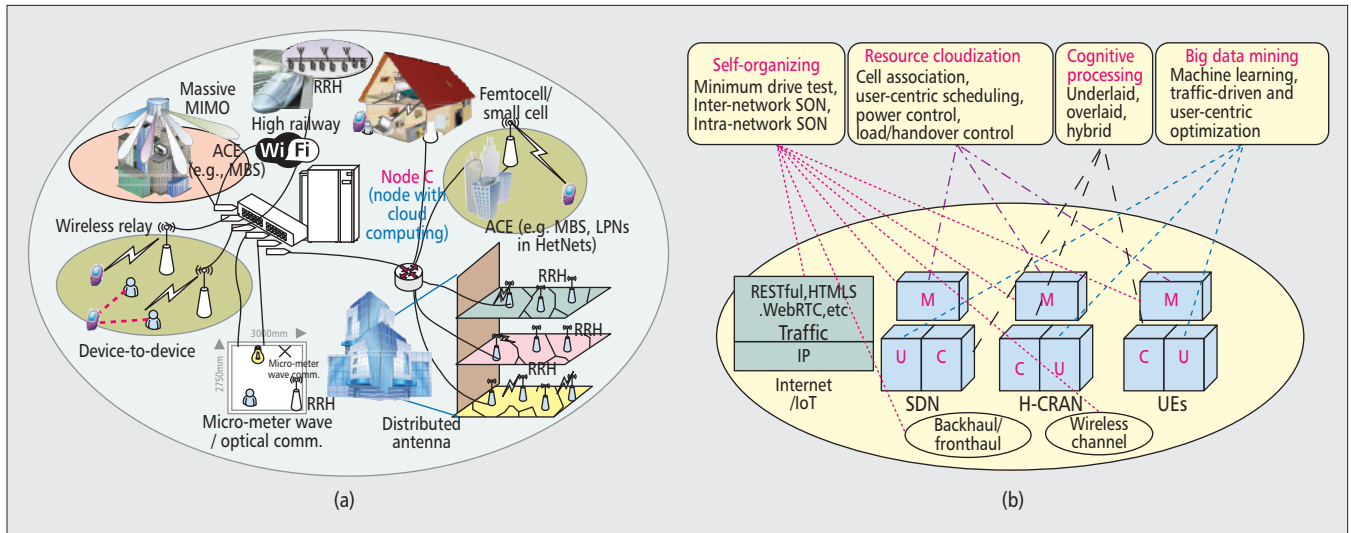 Massive
MIMO
RRH
High railway
Wi Fi
ACE
(e.g., MBS)
Femtocell/
small cell
Node C
(node with
cloud
computing)
ACE (e.g. MBS, LPNs
in HetNets)
Wireless relay
Device-to-device
3000mm
2750mm
Micro-meter
wave comm.
RRH
Micro-meter wave
/ optical comm.
RRH
RRH
RRH
Distributed
antenna
(a)
Self-organizing
Minimum drive test,
Inter-network SON,
Intra-network SON
Resource cloudization
Cell association,
user-centric scheduling,
power control,
load/handover control
Cognitive
processing
Underlaid,
overlaid,
hybrid
Big data mining
Machine learning,
traffic-driven and
user-centric
optimization
RESTful,HTMLS
.WebRTC,etc
Traffic
IP
Internet
/IoT
M
U C
SDN
M
C U
H-CRAN
M
C U
UEs
Backhaul/
fronthaul
Wireless
channel
(b)